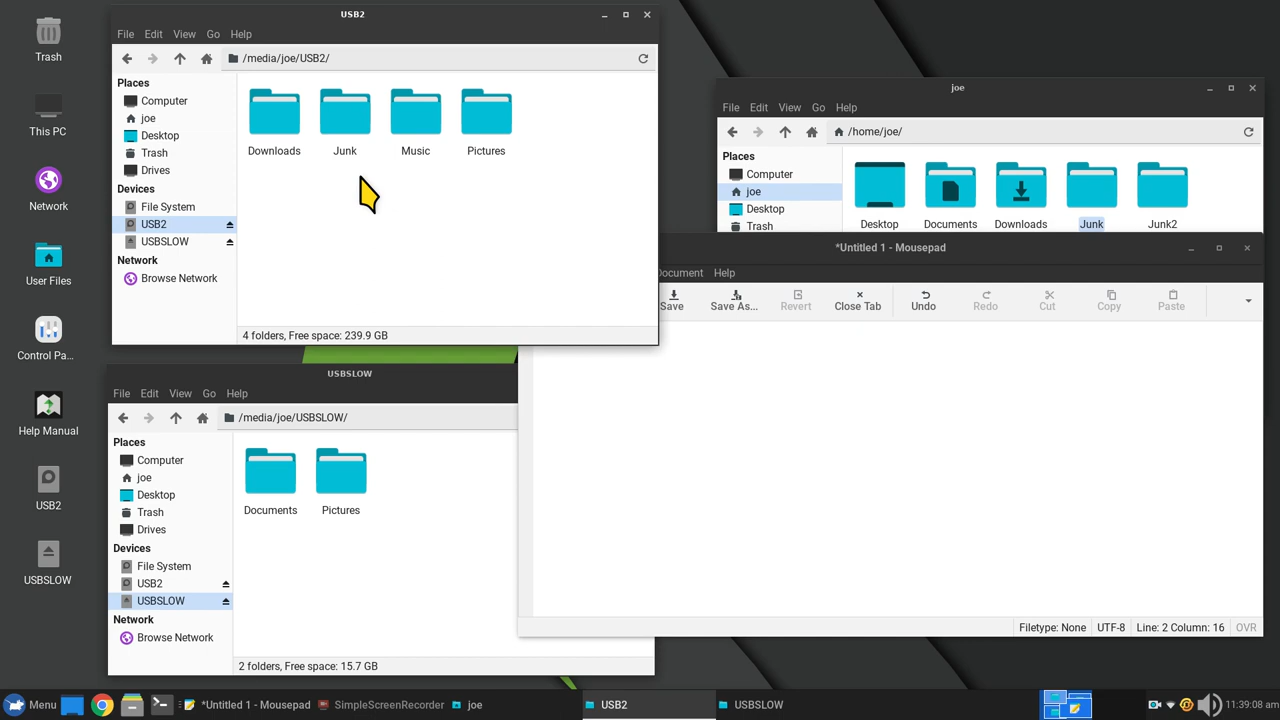 Trash
This PC
Network
User Files
Control Pa...
Help Manual
USB2
USBSLOW
USB2
File Edit View Go Help
/media/joe/USB2/
Places
Computer
joe
Desktop
Trash
Drives
Devices
File System
USB2
USBSLOW
Network
Browse Network
Downloads Junk Music Pictures
4 folders, Free space: 239.9 GB
joe
File Edit View Go Help
/home/joe/
Places
Computer
joe
Desktop
Trash
Desktop Documents Downloads Junk Junk2
*Untitled 1 - Mousepad
Document Help
Save Save As... Revert Close Tab Undo Redo Cut Copy Paste
Filetype: None UTF-8 Line: 2 Column: 16 OVR
USBSLOW
File Edit View Go Help
/media/joe/USBSLOW/
Places
Computer
joe
Desktop
Trash
Drives
Devices
File System
USB2
USBSLOW
Network
Browse Network
Documents Pictures
2 folders, Free space: 15.7 GB
Menu *Untitled 1 - Mousepad SimpleScreenRecorder joe USB2 USBSLOW 11:39:08 am